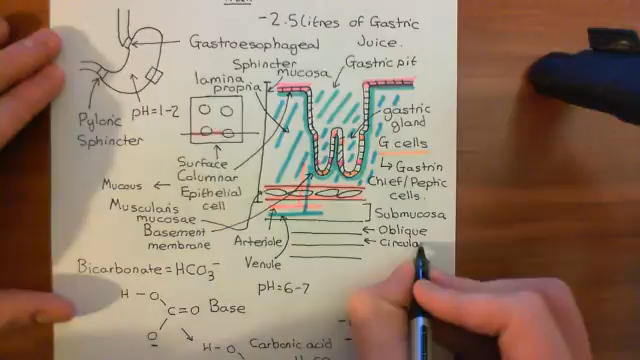 -2.5 Litres of Gastric
Juice.
Gastroesophageal
Sphincter
pH=1-2
Pyloric
Sphincter
lamina
propria
mucosa
Gastric pit
gastric
gland
G cells
Gastrin
Chief/Peptic
cells.
Surface
Columnar
Epithelial
cell
Mucous
Muscularis
mucosae
Basement
membrane
Arteriole
Venule
Submucosa
Oblique
Circula
Bicarbonate = HCO3⁻
pH=6-7
H-O
C=O
O
Base
Carbonic acid
H-O